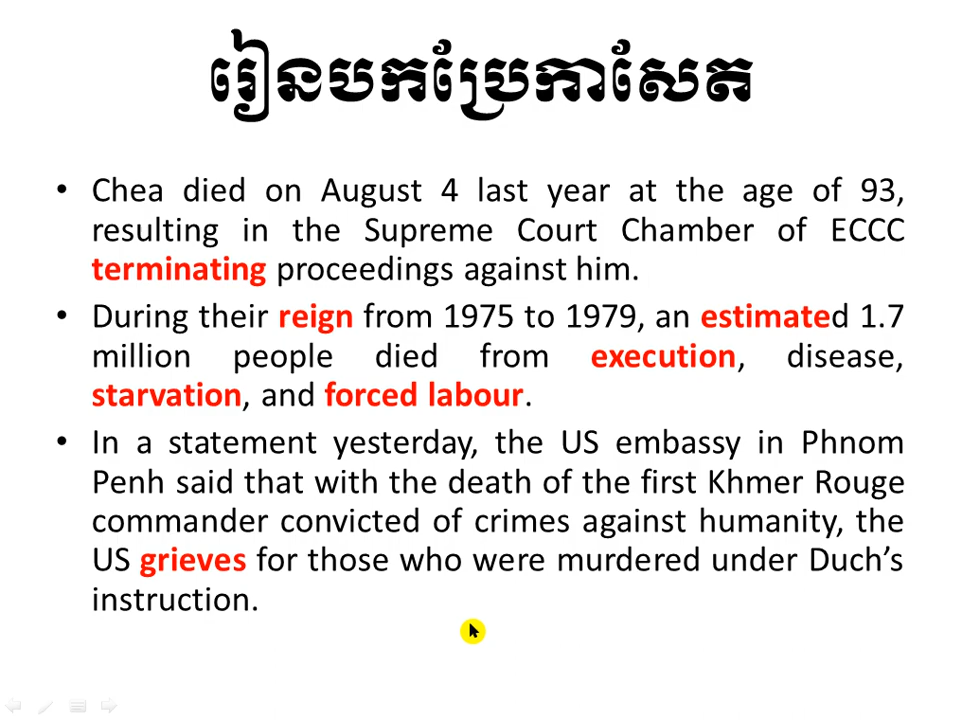 រៀនបកប្រែកាសែត
• Chea died on August 4 last year at the age of 93,
resulting in the Supreme Court Chamber of ECCC
terminating proceedings against him.
• During their reign from 1975 to 1979, an estimated 1.7
million people died from execution, disease,
starvation, and forced labour.
• In a statement yesterday, the US embassy in Phnom
Penh said that with the death of the first Khmer Rouge
commander convicted of crimes against humanity, the
US grieves for those who were murdered under Duch’s
instruction.